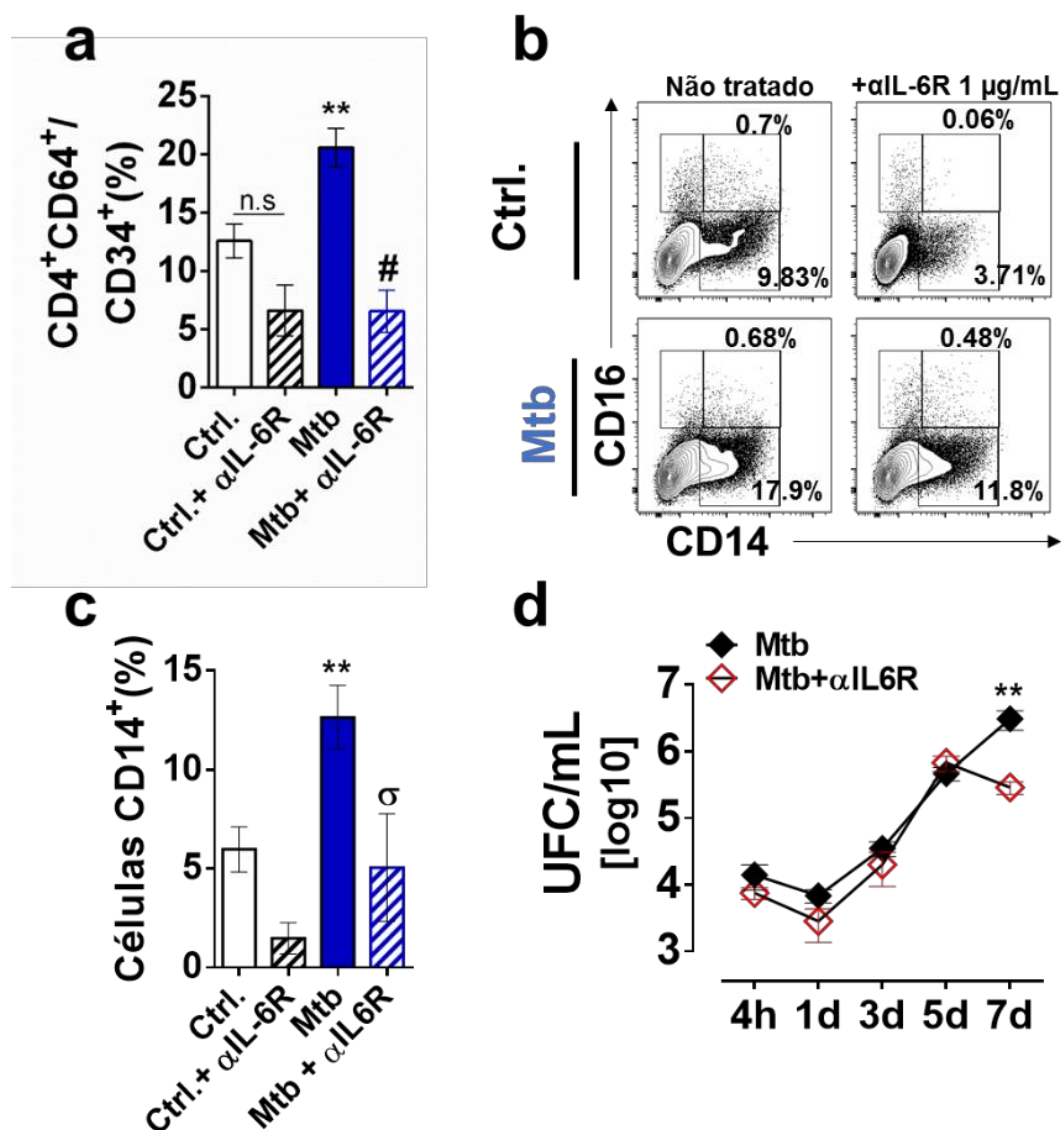 a
CD4⁺CD64⁺/
CD34⁺(%)
25
20
15
10
5
0
**
n.s
#
Ctrl.
Ctrl.+ αIL-6R
Mtb
Mtb+ αIL-6R
b
Não tratado
+αIL-6R 1 µg/mL
Ctrl.
0.7%
0.06%
9.83%
3.71%
Mtb
0.68%
0.48%
17.9%
11.8%
CD16
CD14
c
Células CD14⁺(%)
15
10
5
0
**
σ
Ctrl.
Ctrl.+ αIL-6R
Mtb
Mtb + αIL6R
d
Mtb
Mtb+αIL6R
UFC/mL
[log10]
7
6
5
4
3
**
4h 1d 3d 5d 7d